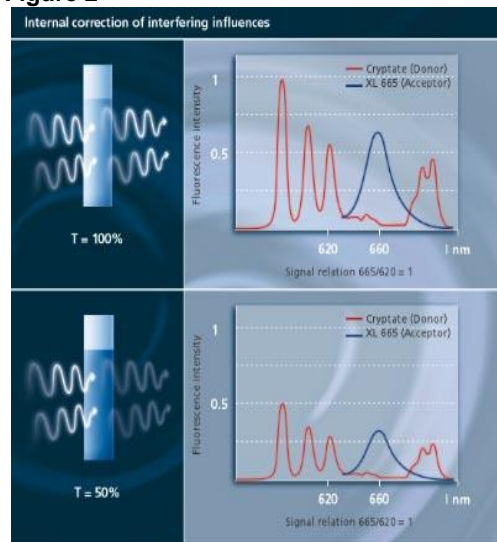 Figure 2
Internal correction of interfering influences
T = 100%
Fluorescence intensity
1
0.5
Cryptate (Donor)
XL 665 (Acceptor)
620
660
l nm
Signal relation 665/620 = 1
T = 50%
Fluorescence intensity
1
0.5
Cryptate (Donor)
XL 665 (Acceptor)
620
660
l nm
Signal relation 665/620 = 1